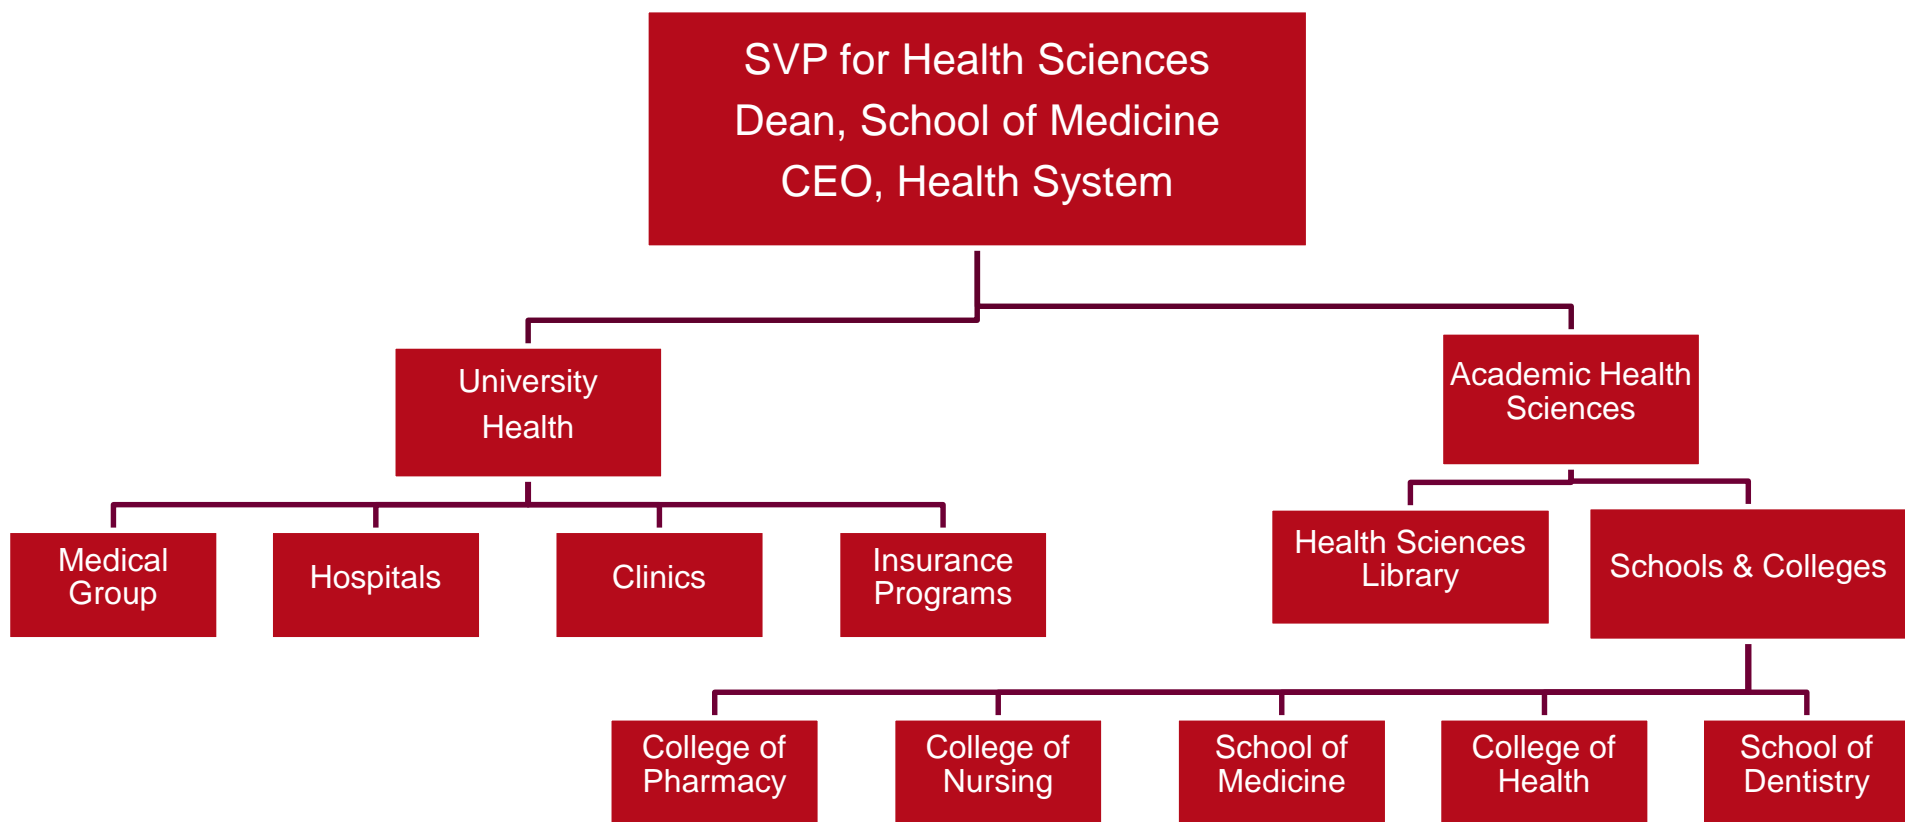 SVP for Health Sciences
Dean, School of Medicine
CEO, Health System
University
Health
Academic Health
Sciences
Medical
Group
Hospitals
Clinics
Insurance
Programs
Health Sciences
Library
Schools & Colleges
College of
Pharmacy
College of
Nursing
School of
Medicine
College of
Health
School of
Dentistry